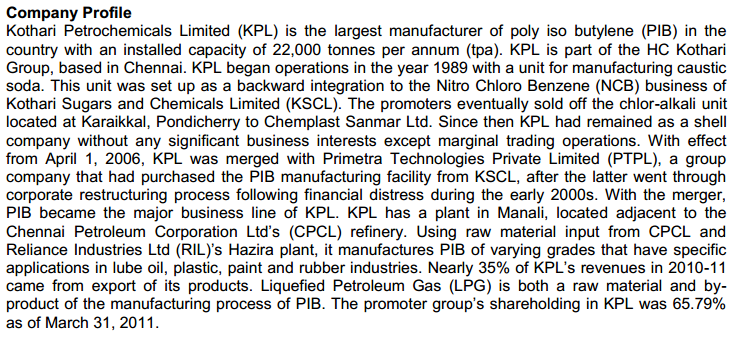 Company Profile
Kothari Petrochemicals Limited (KPL) is the largest manufacturer of poly iso butylene (PIB) in the
country with an installed capacity of 22,000 tonnes per annum (tpa). KPL is part of the HC Kothari
Group, based in Chennai. KPL began operations in the year 1989 with a unit for manufacturing caustic
soda. This unit was set up as a backward integration to the Nitro Chloro Benzene (NCB) business of
Kothari Sugars and Chemicals Limited (KSCL). The promoters eventually sold off the chlor-alkali unit
located at Karaikkal, Pondicherry to Chemplast Sanmar Ltd. Since then KPL had remained as a shell
company without any significant business interests except marginal trading operations. With effect
from April 1, 2006, KPL was merged with Primetra Technologies Private Limited (PTPL), a group
company that had purchased the PIB manufacturing facility from KSCL, after the latter went through
corporate restructuring process following financial distress during the early 2000s. With the merger,
PIB became the major business line of KPL. KPL has a plant in Manali, located adjacent to the
Chennai Petroleum Corporation Ltd's (CPCL) refinery. Using raw material input from CPCL and
Reliance Industries Ltd (RIL)'s Hazira plant, it manufactures PIB of varying grades that have specific
applications in lube oil, plastic, paint and rubber industries. Nearly 35% of KPL's revenues in 2010-11
came from export of its products. Liquefied Petroleum Gas (LPG) is both a raw material and by-
product of the manufacturing process of PIB. The promoter group's shareholding in KPL was 65.79%
as of March 31, 2011.